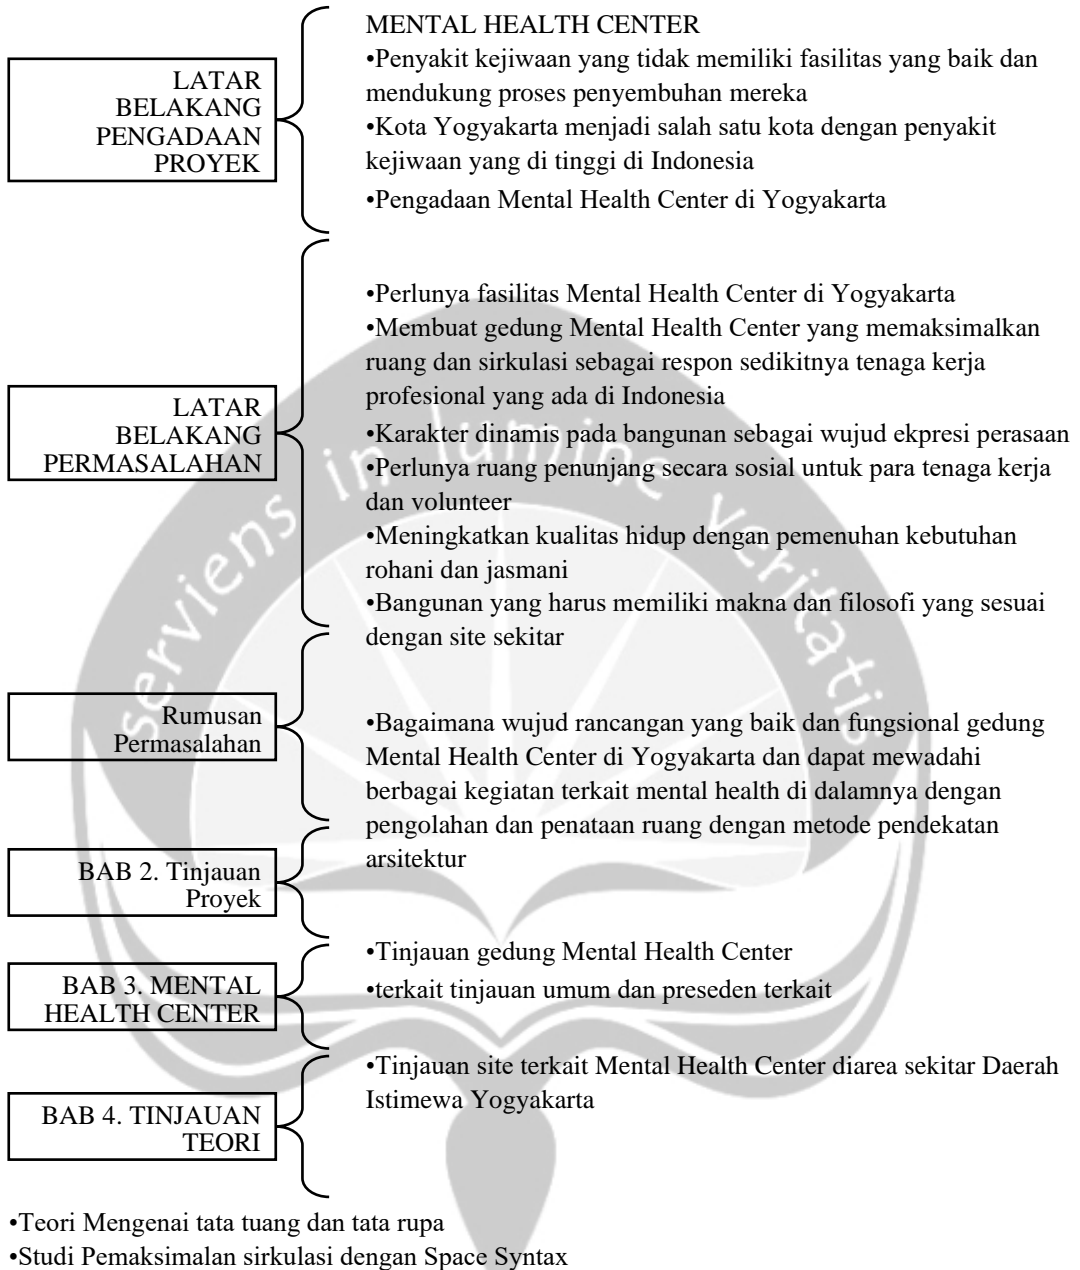 LATAR
BELAKANG
PENGADAAN
PROYEK
MENTAL HEALTH CENTER
•Penyakit kejiwaan yang tidak memiliki fasilitas yang baik dan
mendukung proses penyembuhan mereka
•Kota Yogyakarta menjadi salah satu kota dengan penyakit
kejiwaan yang di tinggi di Indonesia
•Pengadaan Mental Health Center di Yogyakarta
LATAR
BELAKANG
PERMASALAHAN
•Perlunya fasilitas Mental Health Center di Yogyakarta
•Membuat gedung Mental Health Center yang memaksimalkan
ruang dan sirkulasi sebagai respon sedikitnya tenaga kerja
profesional yang ada di Indonesia
•Karakter dinamis pada bangunan sebagai wujud ekpresi perasaan
•Perlunya ruang penunjang secara sosial untuk para tenaga kerja
dan volunteer
•Meningkatkan kualitas hidup dengan pemenuhan kebutuhan
rohani dan jasmani
•Bangunan yang harus memiliki makna dan filosofi yang sesuai
dengan site sekitar
Rumusan
Permasalahan
•Bagaimana wujud rancangan yang baik dan fungsional gedung
Mental Health Center di Yogyakarta dan dapat mewadahi
berbagai kegiatan terkait mental health di dalamnya dengan
pengolahan dan penataan ruang dengan metode pendekatan
arsitektur
BAB 2. Tinjauan
Proyek
•Tinjauan gedung Mental Health Center
•terkait tinjauan umum dan preseden terkait
BAB 3. MENTAL
HEALTH CENTER
•Tinjauan site terkait Mental Health Center diarea sekitar Daerah
Istimewa Yogyakarta
BAB 4. TINJAUAN
TEORI
•Teori Mengenai tata tuang dan tata rupa
•Studi Pemaksimalan sirkulasi dengan Space Syntax
serviens in lumine veritatis